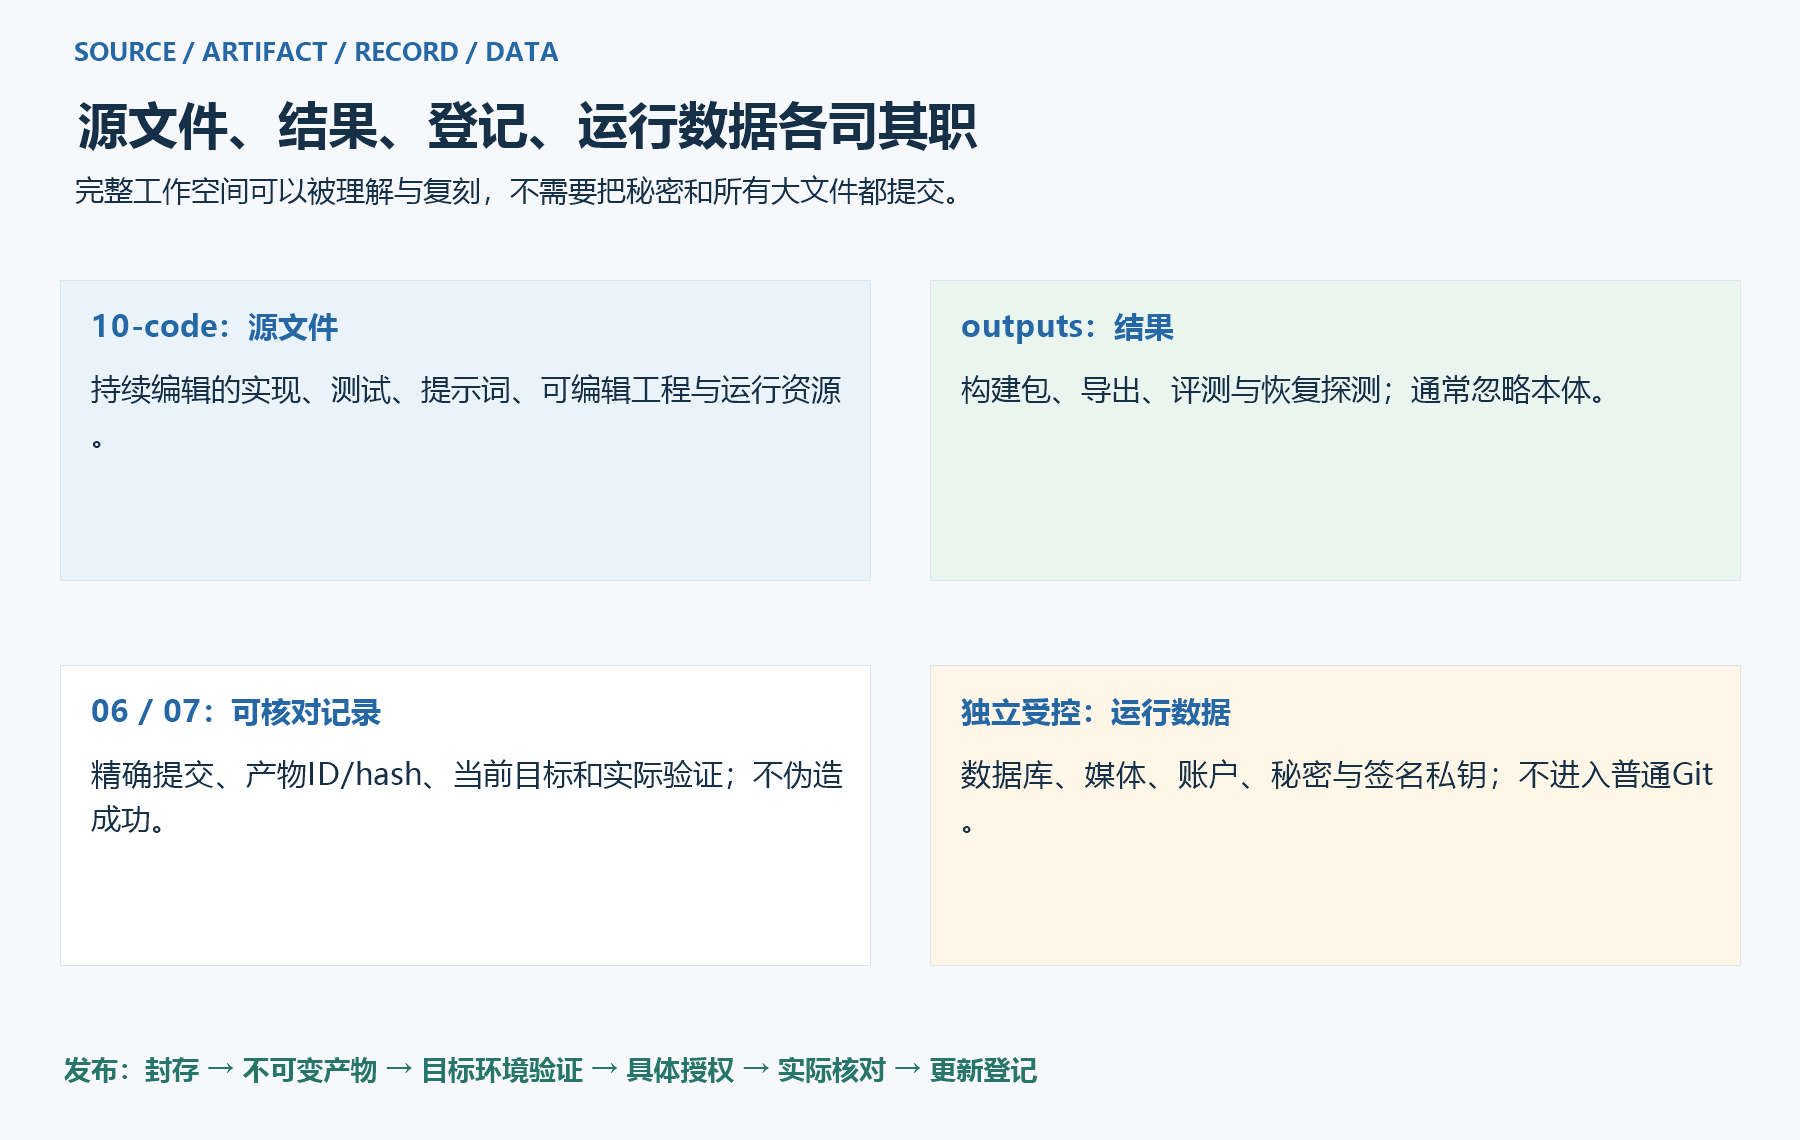 SOURCE / ARTIFACT / RECORD / DATA
源文件、结果、登记、运行数据各司其职
完整工作空间可以被理解与复刻，不需要把秘密和所有大文件都提交。
10-code：源文件
持续编辑的实现、测试、提示词、可编辑工程与运行资源
。
outputs：结果
构建包、导出、评测与恢复探测；通常忽略本体。
06 / 07：可核对记录
精确提交、产物ID/hash、当前目标和实际验证；不伪造
成功。
独立受控：运行数据
数据库、媒体、账户、秘密与签名私钥；不进入普通Git
。
发布：封存 → 不可变产物 → 目标环境验证 → 具体授权 → 实际核对 → 更新登记